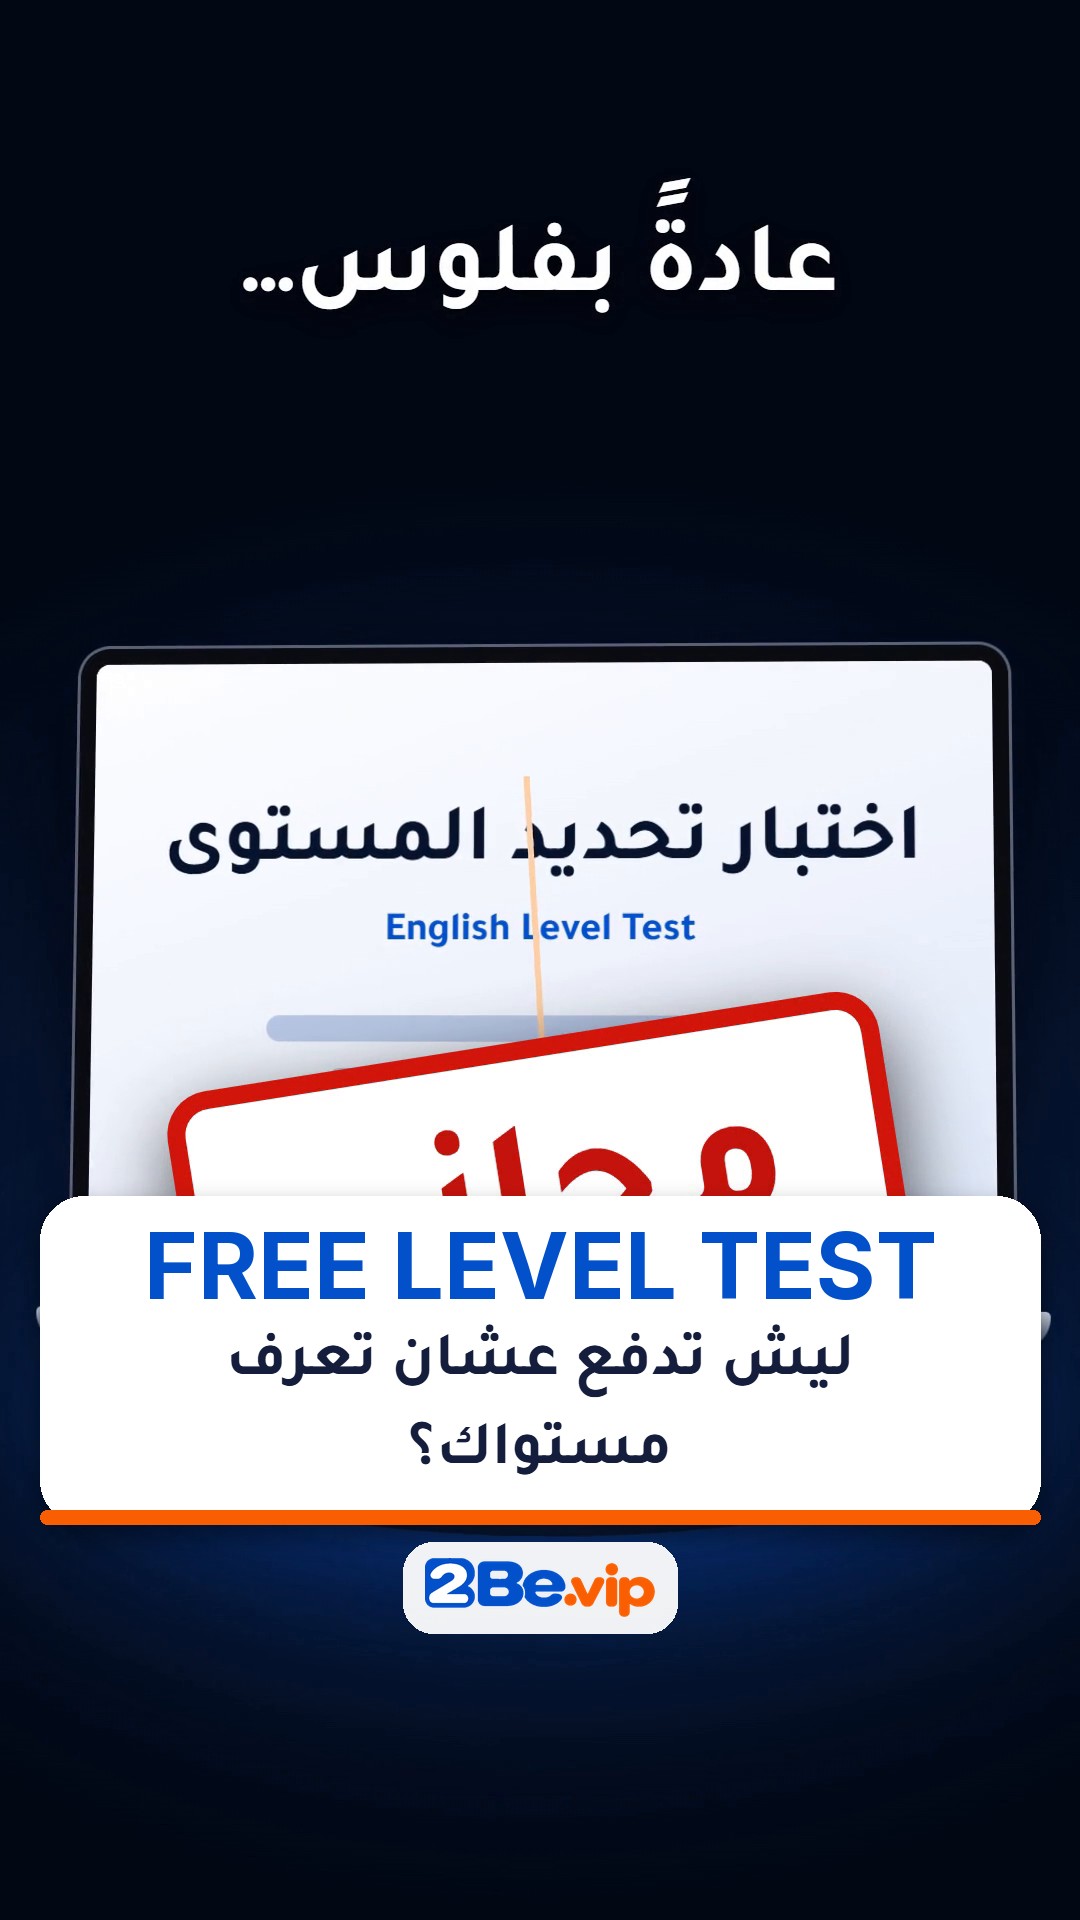 عادةً بفلوس...
اختبار تحديد المستوى
English Level Test
FREE LEVEL TEST
ليش تدفع عشان تعرف
مستواك؟
2Be.vip